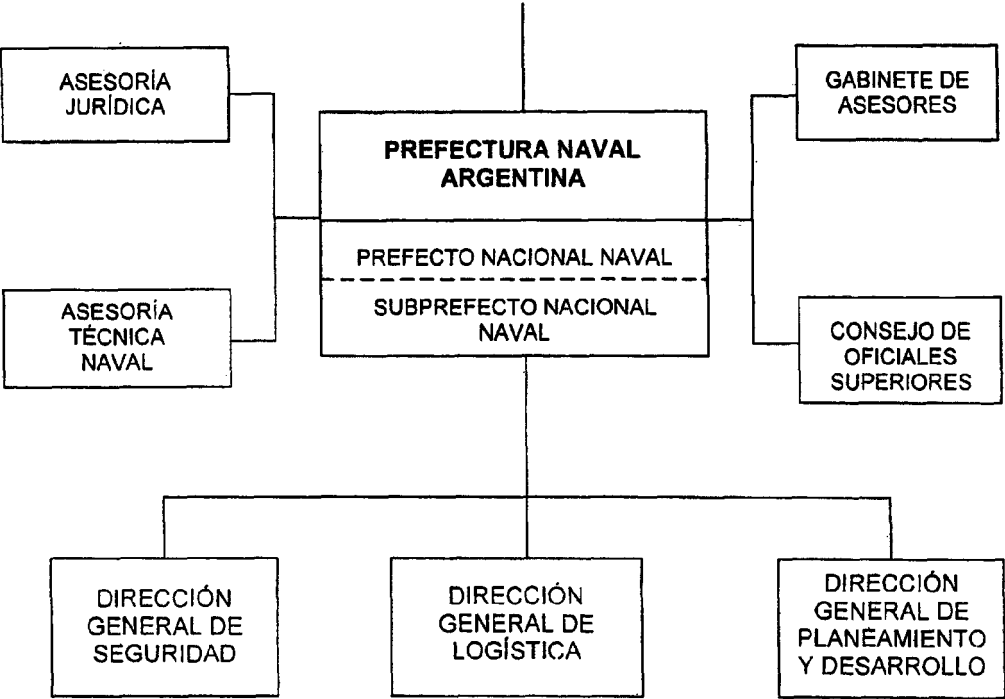 ASESORÍA
JURÍDICA
GABINETE DE
ASESORES
PREFECTURA NAVAL
ARGENTINA
PREFECTO NACIONAL NAVAL
SUBPREFECTO NACIONAL
NAVAL
ASESORÍA
TÉCNICA
NAVAL
CONSEJO DE
OFICIALES
SUPERIORES
DIRECCIÓN
GENERAL DE
SEGURIDAD
DIRECCIÓN
GENERAL DE
LOGÍSTICA
DIRECCIÓN
GENERAL DE
PLANEAMIENTO
Y DESARROLLO